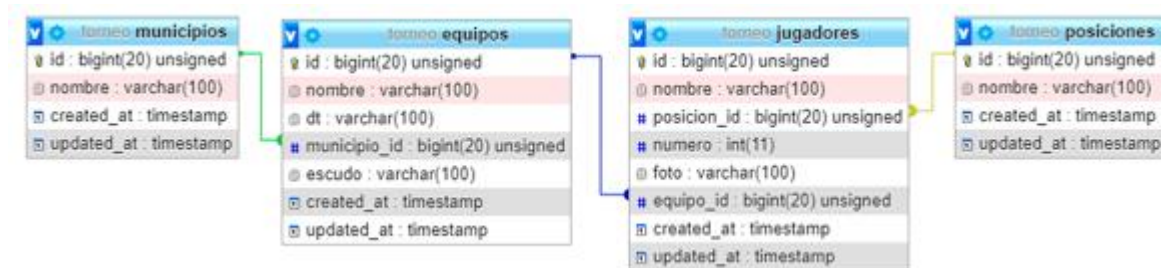 torneo municipios
id : bigint(20) unsigned
nombre : varchar(100)
created_at : timestamp
updated_at : timestamp
torneo equipos
id : bigint(20) unsigned
nombre : varchar(100)
dt : varchar(100)
municipio_id : bigint(20) unsigned
escudo : varchar(100)
created_at : timestamp
updated_at : timestamp
torneo jugadores
id : bigint(20) unsigned
nombre : varchar(100)
posicion_id : bigint(20) unsigned
numero : int(11)
foto : varchar(100)
equipo_id : bigint(20) unsigned
created_at : timestamp
updated_at : timestamp
torneo posiciones
id : bigint(20) unsigned
nombre : varchar(100)
created_at : timestamp
updated_at : timestamp